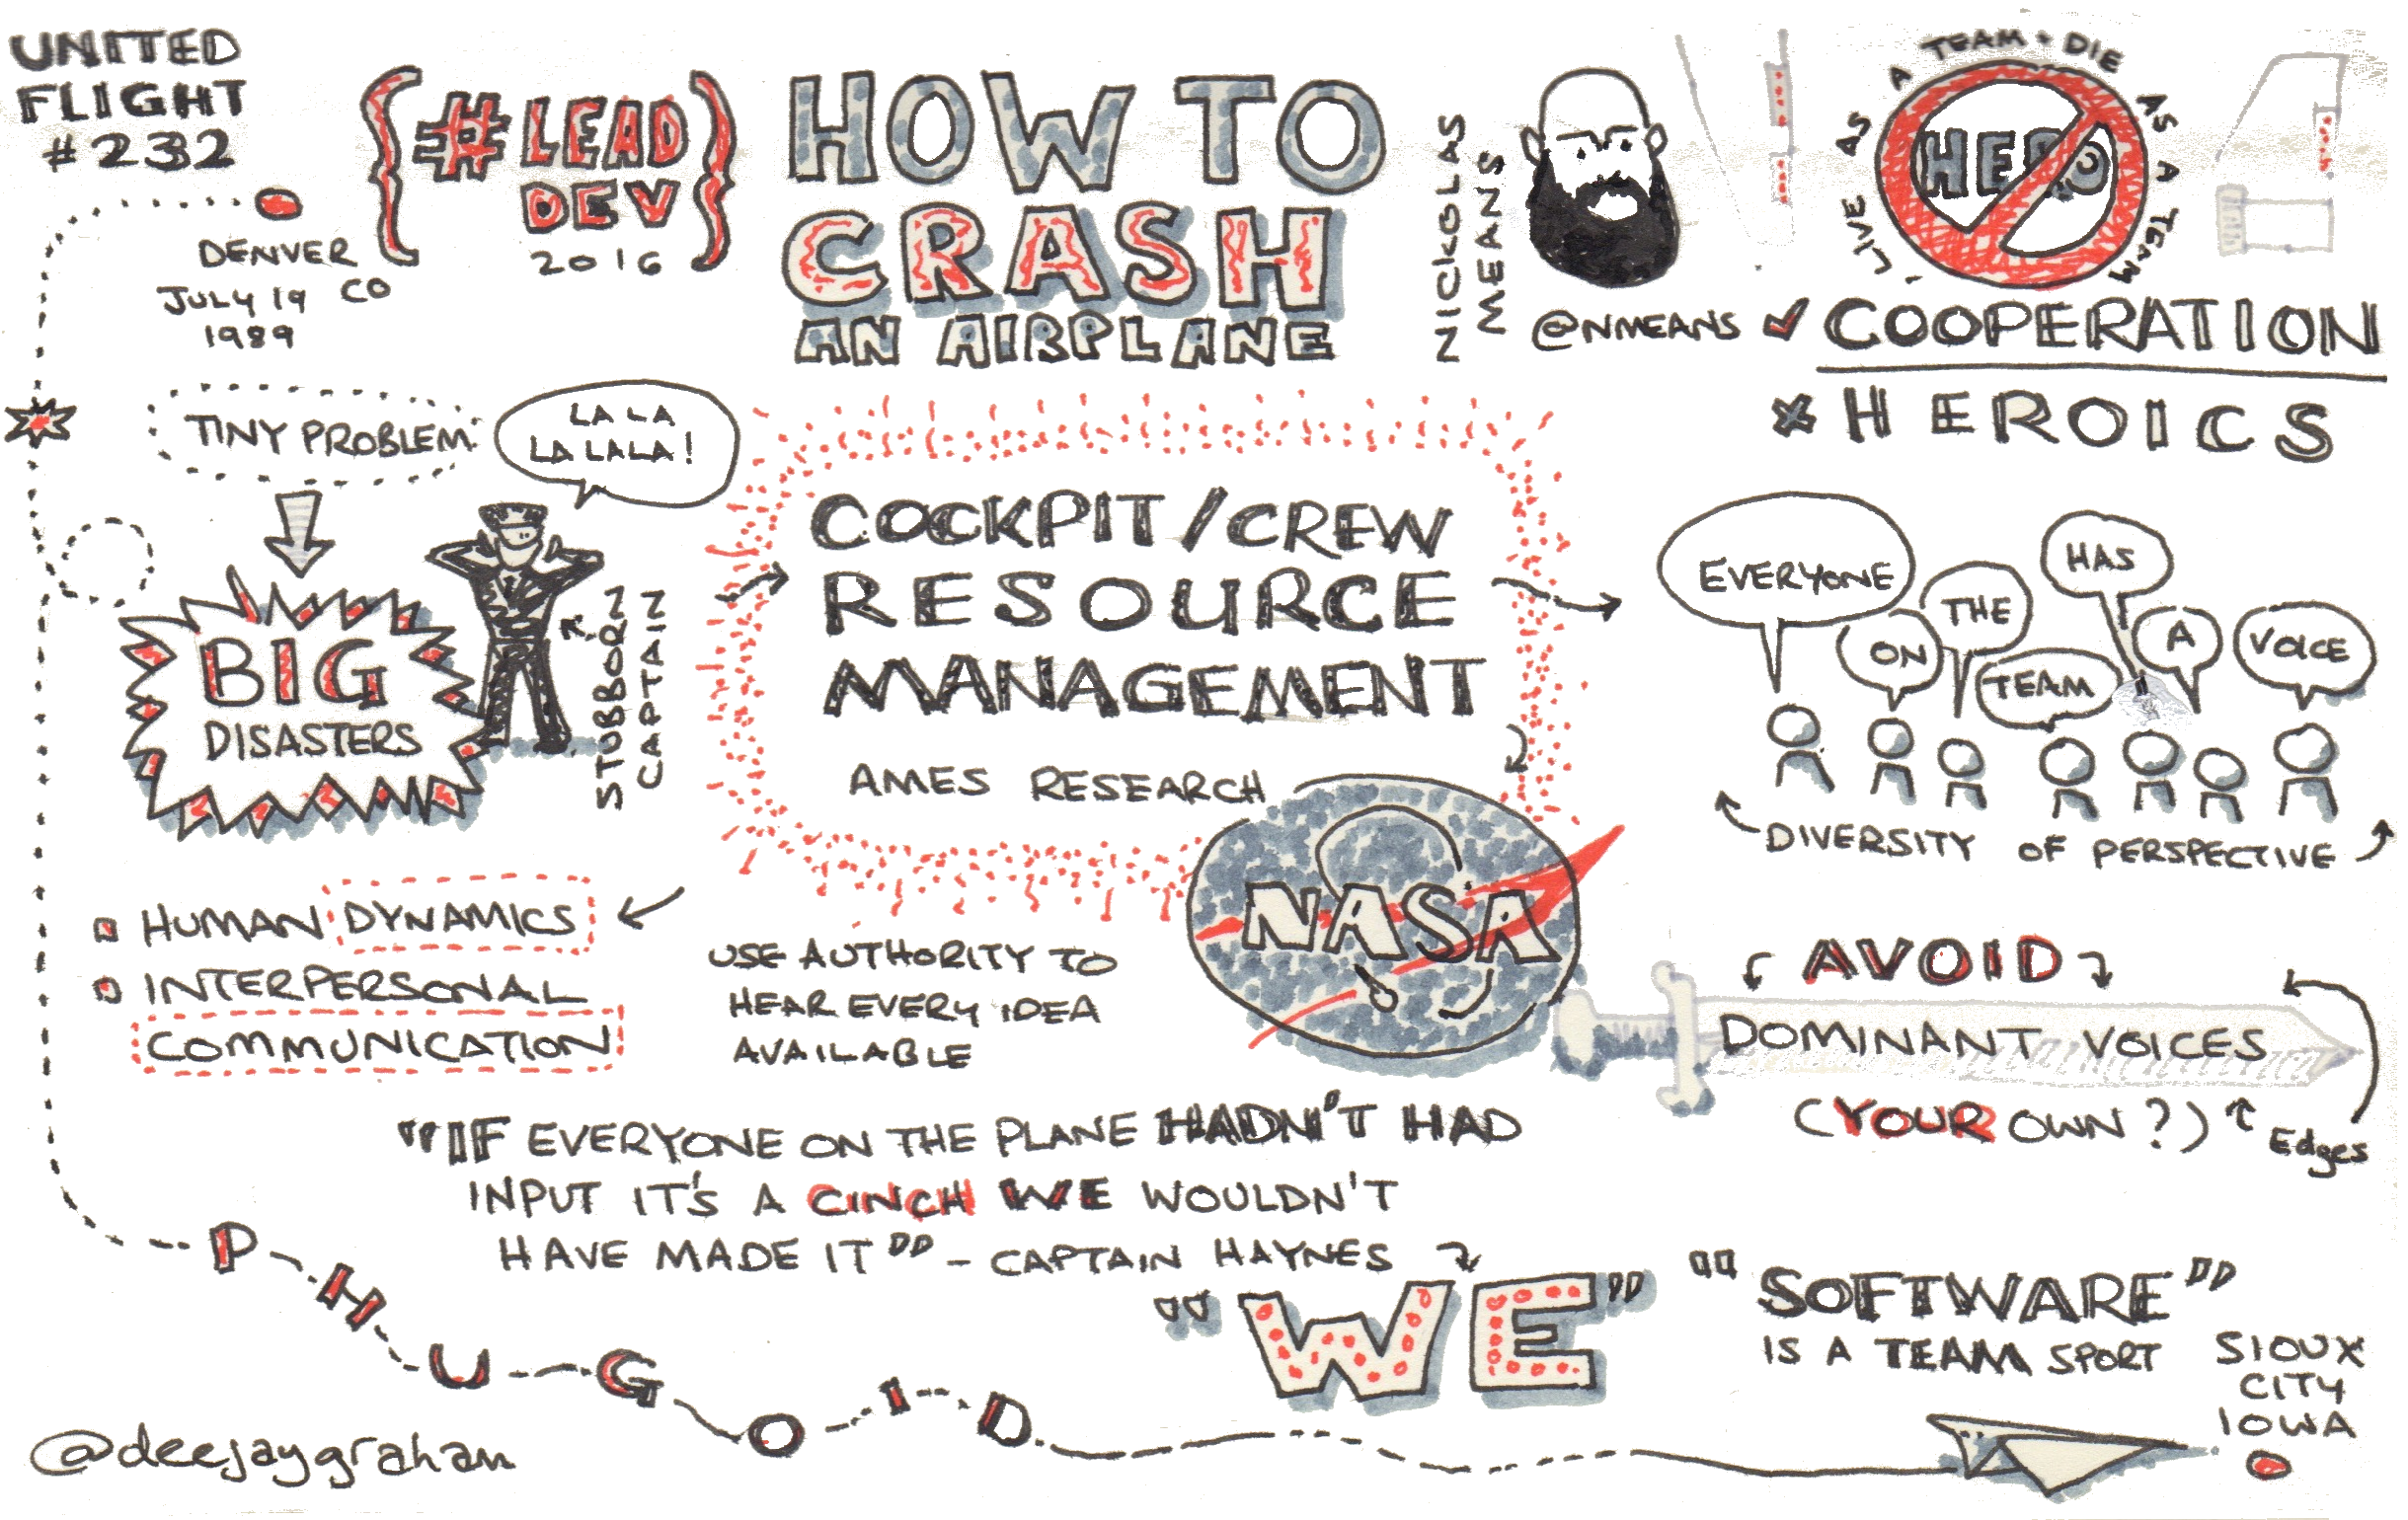 UNITED
FLIGHT
#232
DENVER
CO
JULY 19
1989
{#LEAD
DEV}
2016
HOW TO
CRASH
AN AIRPLANE
NICKOLAS
MEANS
@NMEANS
LIVE AS A TEAM • DIE AS A TEAM
HERO
✓ COOPERATION
× HEROICS
TINY PROBLEM
BIG
DISASTERS
LA LA
LA LALA!
STUBBORN
CAPTAIN
COCKPIT/CREW
RESOURCE
MANAGEMENT
AMES RESEARCH
NASA
EVERYONE
ON
THE
TEAM
HAS
A
VOICE
DIVERSITY OF PERSPECTIVE
HUMAN DYNAMICS
INTERPERSONAL
COMMUNICATION
USE AUTHORITY TO
HEAR EVERY IDEA
AVAILABLE
AVOID
DOMINANT VOICES
(YOUR OWN?)
Edges
"IF EVERYONE ON THE PLANE HADN'T HAD
INPUT IT'S A CINCH WE WOULDN'T
HAVE MADE IT" - CAPTAIN HAYNES
"WE"
"SOFTWARE"
IS A TEAM SPORT
SIOUX
CITY
IOWA
PHUGOID
@deejaygraham